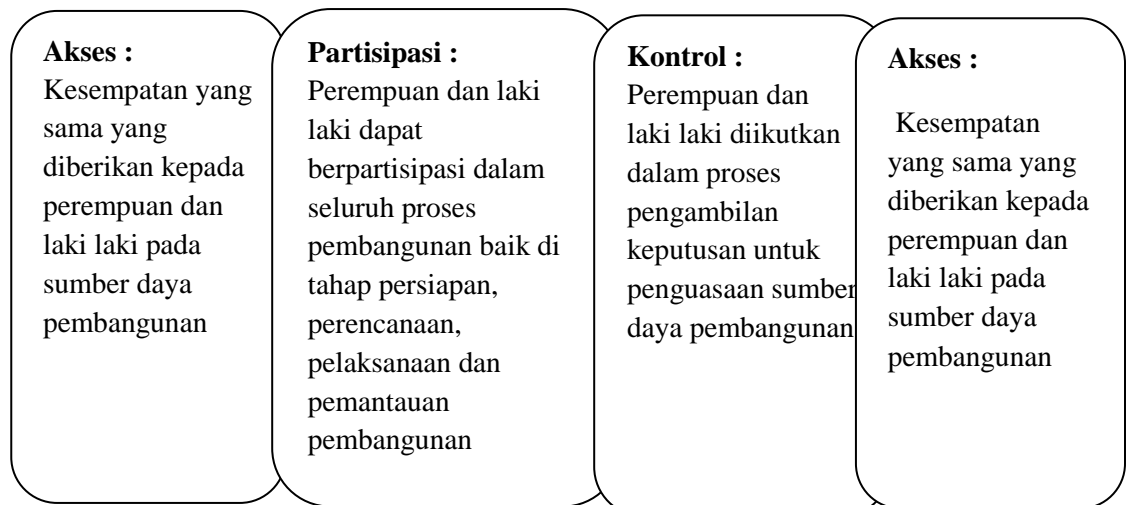 Akses :
Kesempatan yang
sama yang
diberikan kepada
perempuan dan
laki laki pada
sumber daya
pembangunan
Partisipasi :
Perempuan dan laki
laki dapat
berpartisipasi dalam
seluruh proses
pembangunan baik di
tahap persiapan,
perencanaan,
pelaksanaan dan
pemantauan
pembangunan
Kontrol :
Perempuan dan
laki laki diikutkan
dalam proses
pengambilan
keputusan untuk
penguasaan sumber
daya pembangunan
Akses :
Kesempatan
yang sama yang
diberikan kepada
perempuan dan
laki laki pada
sumber daya
pembangunan